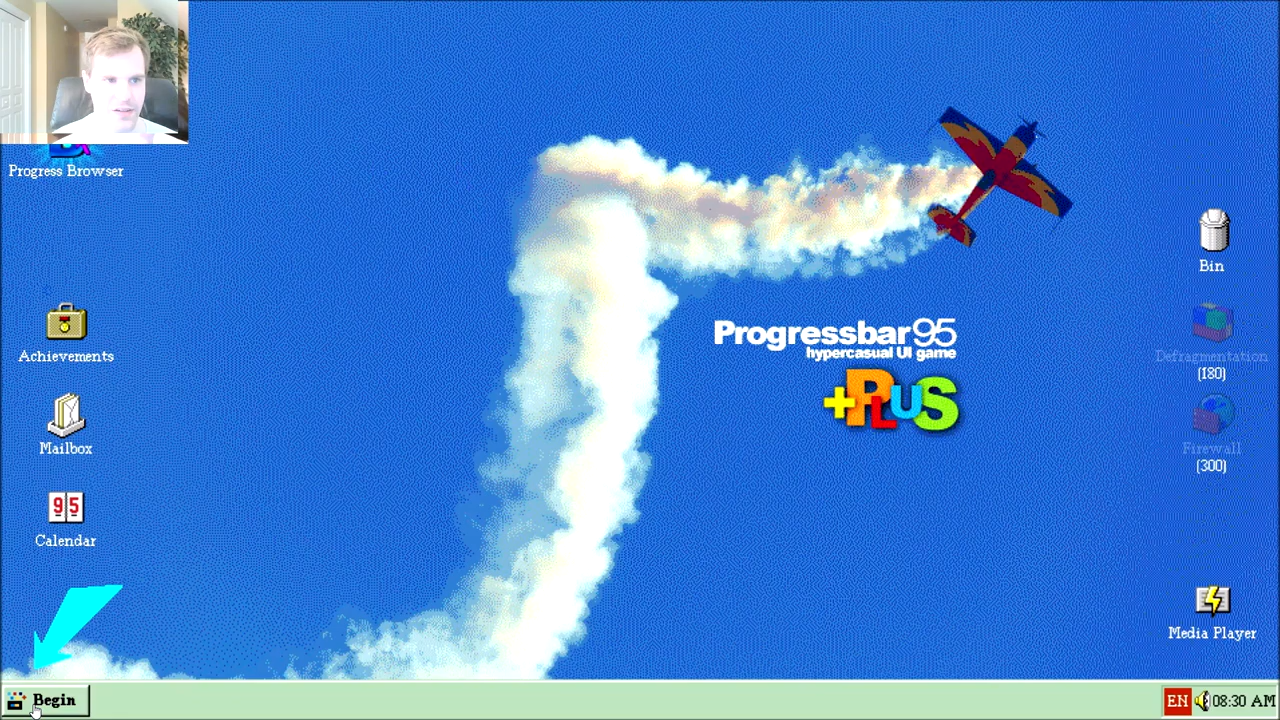 Progress Browser
Bin
Progressbar95
hypercasual UI game
+PLUS
Achievements
Defragmentation
(180)
Mailbox
Firewall
(300)
95
Calendar
Media Player
Begin
EN
08:30 AM